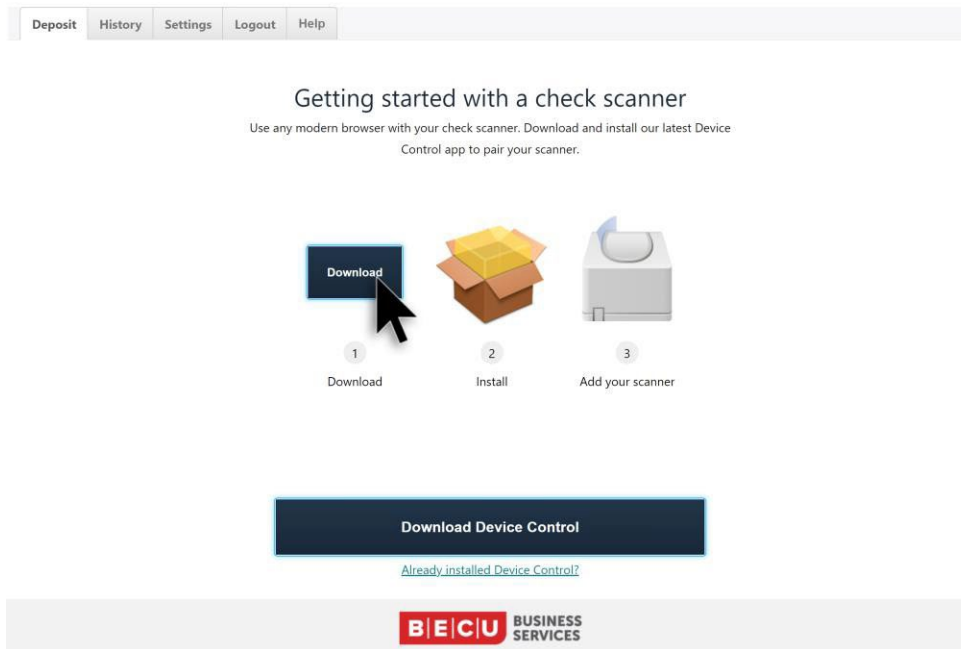 Deposit History Settings Logout Help
Getting started with a check scanner
Use any modern browser with your check scanner. Download and install our latest Device
Control app to pair your scanner.
Download
1 2 3
Download Install Add your scanner
Download Device Control
Already installed Device Control?
BECU BUSINESS
SERVICES